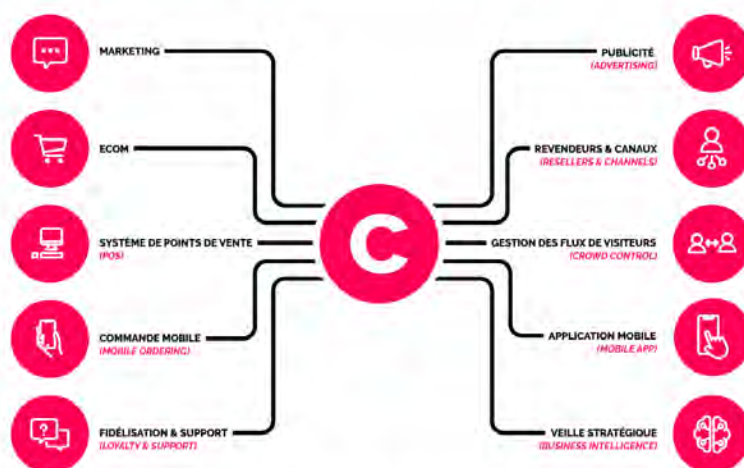 MARKETING
ECOM
SYSTÈME DE POINTS DE VENTE
(POS)
COMMANDE MOBILE
(MOBILE ORDERING)
?
FIDÉLISATION & SUPPORT
(LOYALTY & SUPPORT)
C
PUBLICITÉ
(ADVERTISING)
REVENDEURS & CANAUX
(RESELLERS & CHANNELS)
GESTION DES FLUX DE VISITEURS
(CROWD CONTROL)
APPLICATION MOBILE
(MOBILE APP)
VEILLE STRATÉGIQUE
(BUSINESS INTELLIGENCE)